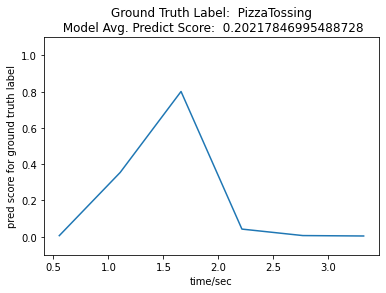 Ground Truth Label:  PizzaTossing
Model Avg. Predict Score:  0.20217846995488728
1.0
0.8
0.6
0.4
0.2
0.0
pred score for ground truth label
0.5 1.0 1.5 2.0 2.5 3.0
time/sec